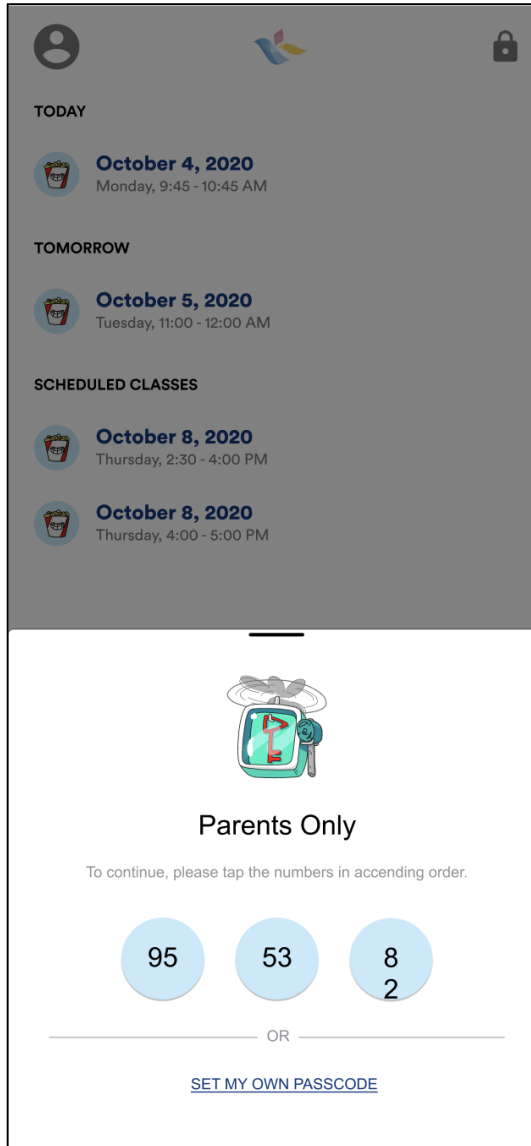 TODAY
October 4, 2020
Monday, 9:45 - 10:45 AM
TOMORROW
October 5, 2020
Tuesday, 11:00 - 12:00 AM
SCHEDULED CLASSES
October 8, 2020
Thursday, 2:30 - 4:00 PM
October 8, 2020
Thursday, 4:00 - 5:00 PM
Parents Only
To continue, please tap the numbers in accending order.
95 53 8
2
OR
SET MY OWN PASSCODE